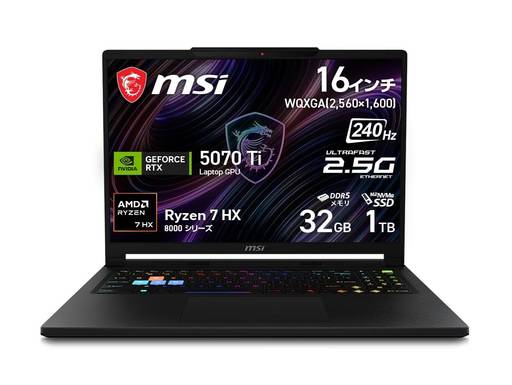 msi
16インチ
WQXGA(2,560×1,600)
240Hz
ULTRAFAST
2.5G
ETHERNET
NVIDIA
GEFORCE
RTX
5070 Ti
Laptop GPU
AMD
RYZEN
7 HX
Ryzen 7 HX
8000 シリーズ
DDR5
メモリ
32GB
M.2 NVMe
SSD
1TB
msi